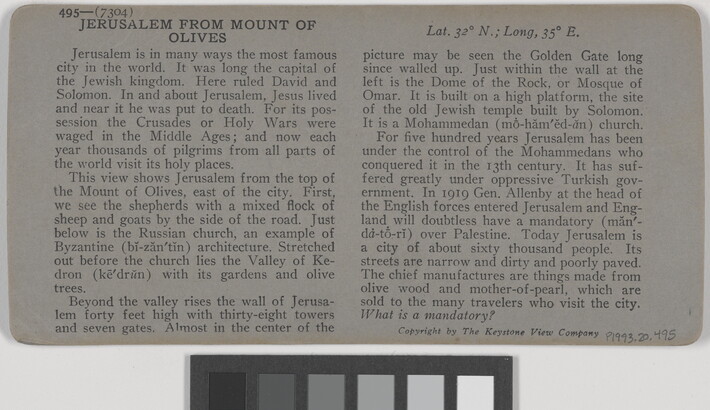 495—(7304)
JERUSALEM FROM MOUNT OF
OLIVES
Jerusalem is in many ways the most famous
city in the world. It was long the capital of
the Jewish kingdom. Here ruled David and
Solomon. In and about Jerusalem, Jesus lived
and near it he was put to death. For its pos-
session the Crusades or Holy Wars were
waged in the Middle Ages; and now each
year thousands of pilgrims from all parts of
the world visit its holy places.
This view shows Jerusalem from the top of
the Mount of Olives, east of the city. First,
we see the shepherds with a mixed flock of
sheep and goats by the side of the road. Just
below is the Russian church, an example of
Byzantine (bĭ-zăn′tĭn) architecture. Stretched
out before the church lies the Valley of Ke-
dron (kē′drŭn) with its gardens and olive
trees.
Beyond the valley rises the wall of Jerusa-
lem forty feet high with thirty-eight towers
and seven gates. Almost in the center of the
Lat. 32° N.; Long, 35° E.
picture may be seen the Golden Gate long
since walled up. Just within the wall at the
left is the Dome of the Rock, or Mosque of
Omar. It is built on a high platform, the site
of the old Jewish temple built by Solomon.
It is a Mohammedan (mō-hăm′ĕd-ăn) church.
For five hundred years Jerusalem has been
under the control of the Mohammedans who
conquered it in the 13th century. It has suf-
fered greatly under oppressive Turkish gov-
ernment. In 1919 Gen. Allenby at the head of
the English forces entered Jerusalem and Eng-
land will doubtless have a mandatory (măn′-
dȧ-tō-rĭ) over Palestine. Today Jerusalem is
a city of about sixty thousand people. Its
streets are narrow and dirty and poorly paved.
The chief manufactures are things made from
olive wood and mother-of-pearl, which are
sold to the many travelers who visit the city.
What is a mandatory?
Copyright by The Keystone View Company
P1993.20.495